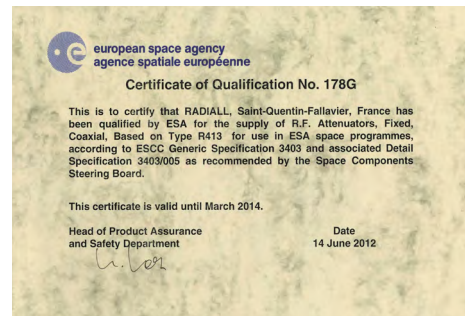 european space agency
agence spatiale européenne
Certificate of Qualification No. 178G
This is to certify that RADIALL, Saint-Quentin-Fallavier, France has
been qualified by ESA for the supply of R.F. Attenuators, Fixed,
Coaxial, Based on Type R413 for use in ESA space programmes,
according to ESCC Generic Specification 3403 and associated Detail
Specification 3403/005 as recommended by the Space Components
Steering Board.
This certificate is valid until March 2014.
Head of Product Assurance
and Safety Department
Date
14 June 2012